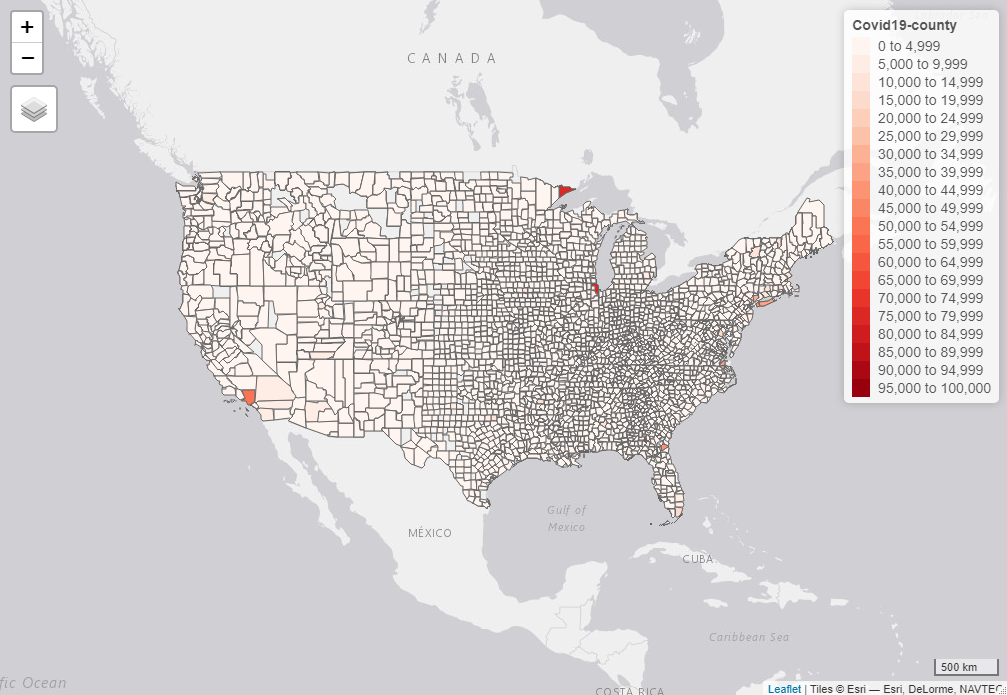 +
−
CANADA
Covid19-county
0 to 4,999
5,000 to 9,999
10,000 to 14,999
15,000 to 19,999
20,000 to 24,999
25,000 to 29,999
30,000 to 34,999
35,000 to 39,999
40,000 to 44,999
45,000 to 49,999
50,000 to 54,999
55,000 to 59,999
60,000 to 64,999
65,000 to 69,999
70,000 to 74,999
75,000 to 79,999
80,000 to 84,999
85,000 to 89,999
90,000 to 94,999
95,000 to 100,000
Gulf of
Mexico
MÉXICO
CUBA
Caribbean Sea
fic Ocean
COSTA RICA
500 km
Leaflet | Tiles © Esri — Esri, DeLorme, NAVTEQ